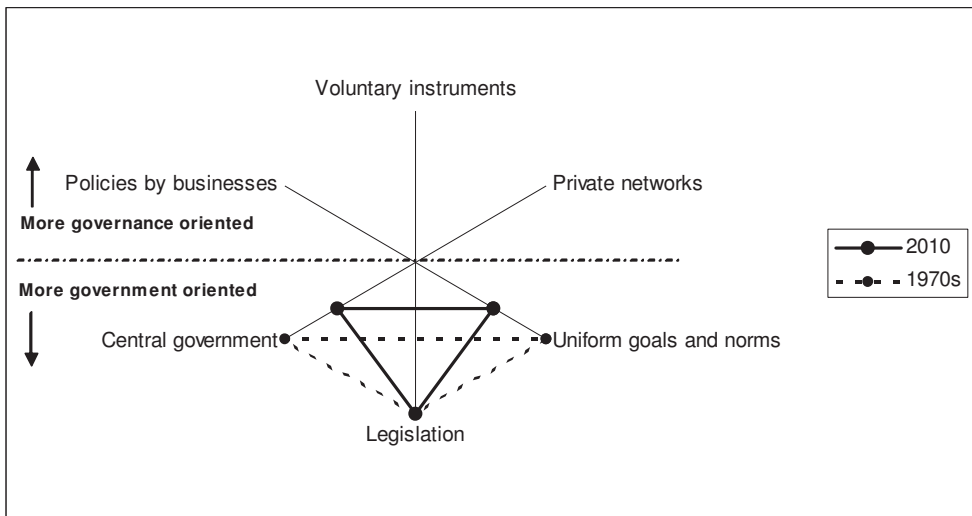 Voluntary instruments
Policies by businesses
Private networks
More governance oriented
2010
1970s
More government oriented
Central government
Uniform goals and norms
Legislation